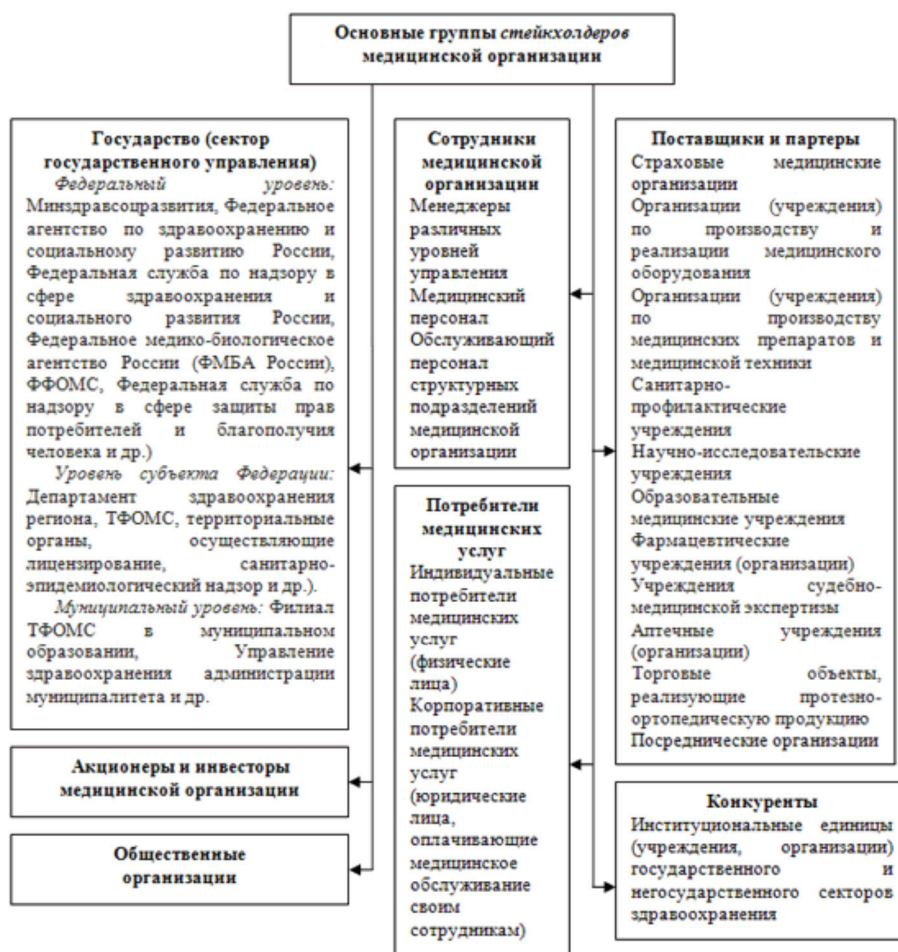 Основные группы стейкхолдеров
медицинской организации
Государство (сектор
государственного управления)
Федеральный уровень:
Минздравсоцразвития, Федеральное
агентство по здравоохранению и
социальному развитию России,
Федеральная служба по надзору в
сфере здравоохранения и
социального развития России,
Федеральное медико-биологическое
агентство России (ФМБА России),
ФФОМС, Федеральная служба по
надзору в сфере защиты прав
потребителей и благополучия
человека и др.)
Уровень субъекта Федерации:
Департамент здравоохранения
региона, ТФОМС, территориальные
органы, осуществляющие
лицензирование, санитарно-
эпидемиологический надзор и др.).
Муниципальный уровень: Филиал
ТФОМС в муниципальном
образовании, Управление
здравоохранения администрации
муниципалитета и др.
Акционеры и инвесторы
медицинской организации
Общественные
организации
Сотрудники
медицинской
организации
Менеджеры
различных
уровней
управления
Медицинский
персонал
Обслуживающий
персонал
структурных
подразделений
медицинской
организации
Потребители
медицинских
услуг
Индивидуальные
потребители
медицинских
услуг
(физические
лица)
Корпоративные
потребители
медицинских
услуг
(юридические
лица,
оплачивающие
медицинское
обслуживание
своим
сотрудникам)
Поставщики и партеры
Страховые медицинские
организации
Организации (учреждения)
по производству и
реализации медицинского
оборудования
Организации (учреждения)
по производству
медицинских препаратов и
медицинской техники
Санитарно-
профилактические
учреждения
Научно-исследовательские
учреждения
Образовательные
медицинские учреждения
Фармацевтические
учреждения (организации)
Учреждения судебно-
медицинской экспертизы
Аптечные учреждения
(организации)
Торговые объекты,
реализующие протезно-
ортопедическую продукцию
Посреднические организации
Конкуренты
Институциональные единицы
(учреждения, организации)
государственного и
негосударственного секторов
здравоохранения